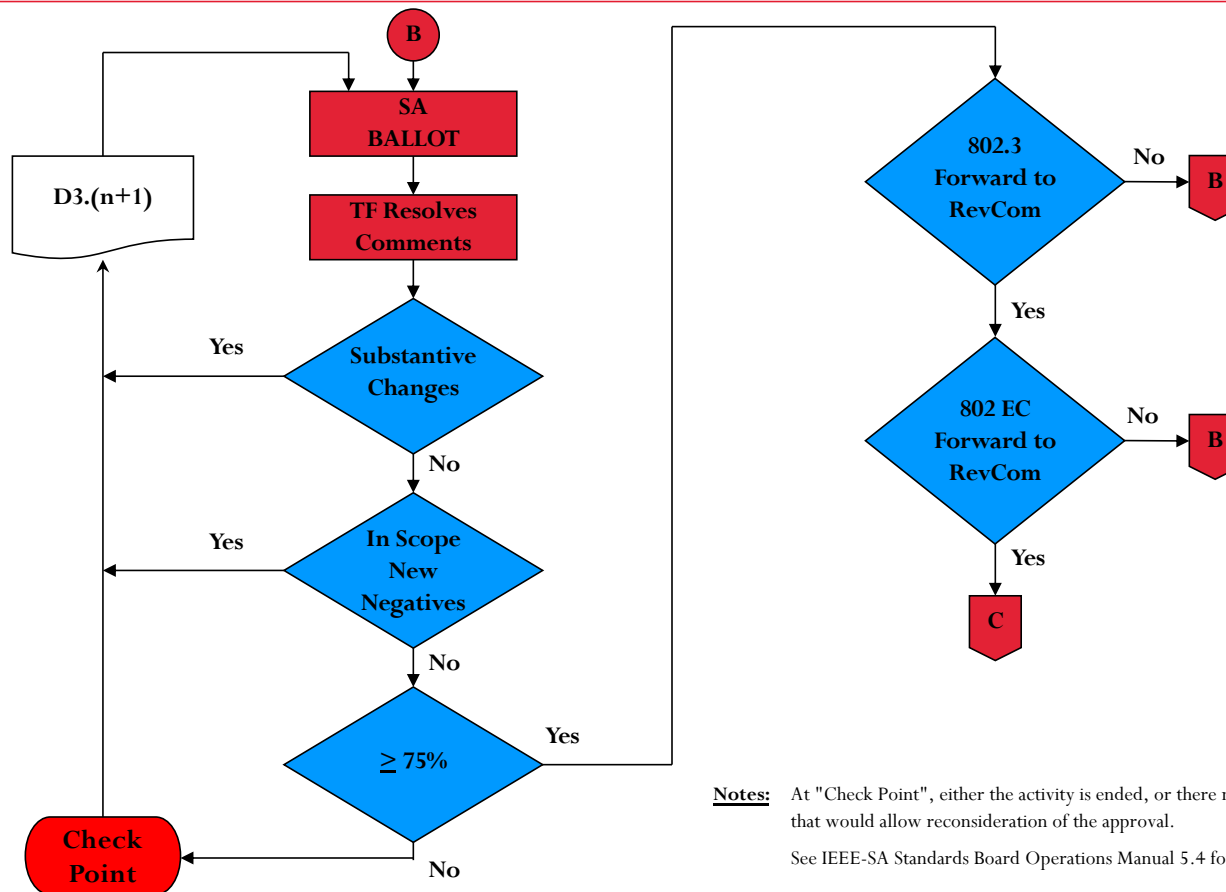 B
SA
BALLOT
D3.(n+1)
TF Resolves
Comments
Yes
Substantive
Changes
No
Yes
In Scope
New
Negatives
No
≥ 75%
Yes
Check
Point
No
802.3
Forward to
RevCom
No
B
Yes
802 EC
Forward to
RevCom
No
B
Yes
C
Notes: At "Check Point", either the activity is ended, or there
that would allow reconsideration of the approval.
See IEEE-SA Standards Board Operations Manual 5.4